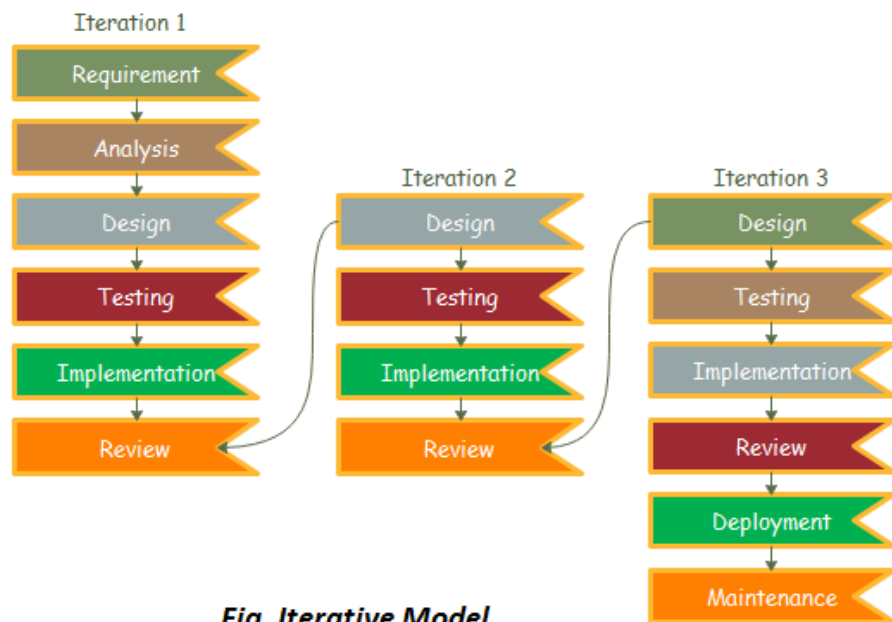 Iteration 1
Requirement
Analysis
Design
Testing
Implementation
Review
Iteration 2
Design
Testing
Implementation
Review
Iteration 3
Design
Testing
Implementation
Review
Deployment
Maintenance
Fig. Iterative Model